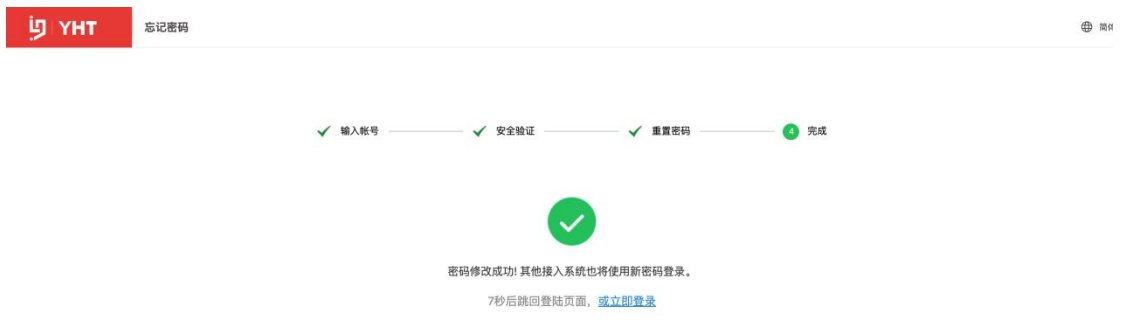 YHT 忘记密码 简体
输入帐号 安全验证 重置密码 4 完成
密码修改成功! 其他接入系统也将使用新密码登录。
7秒后跳回登陆页面，或立即登录